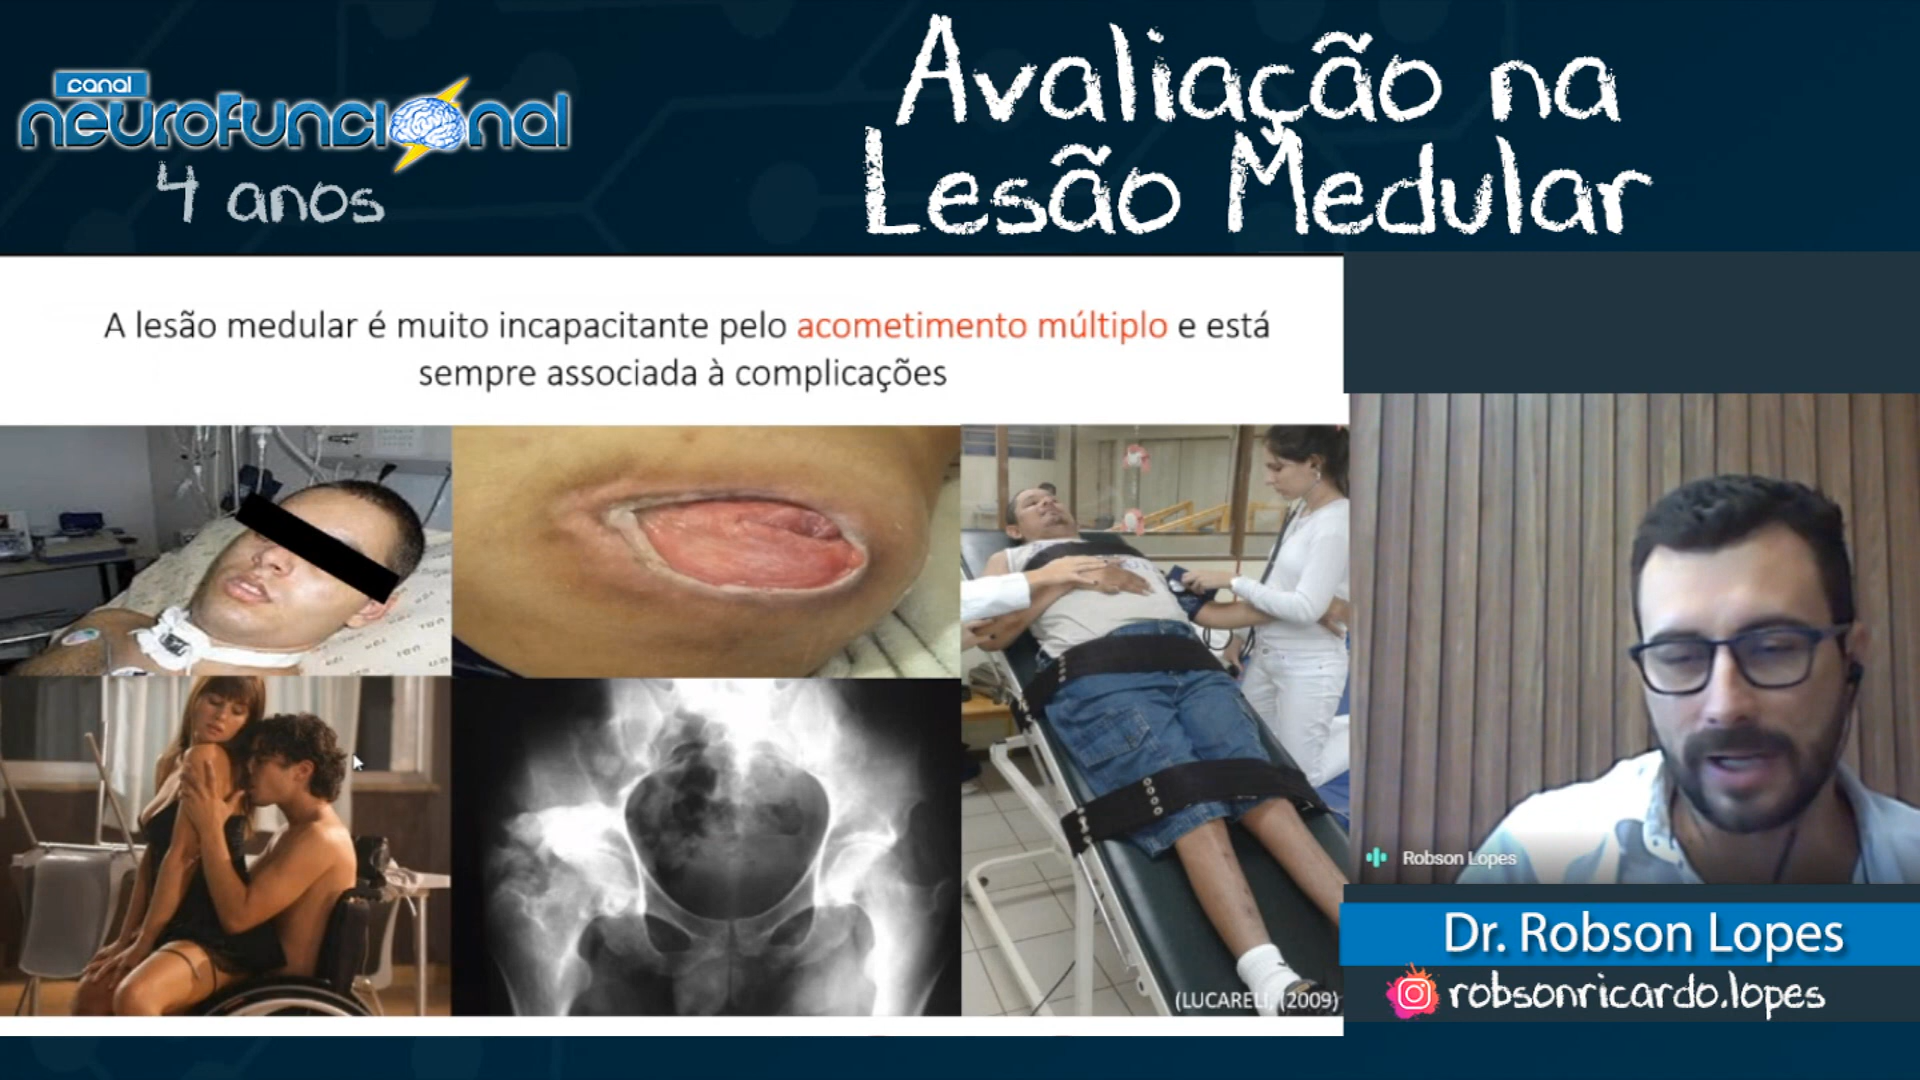 canal
neuroFuncional
4 anos
Avaliação na
Lesão Medular
A lesão medular é muito incapacitante pelo acometimento múltiplo e está
sempre associada à complicações
(LUCARELI, (2009)
Robson Lopes
Dr. Robson Lopes
robsonricardo.lopes